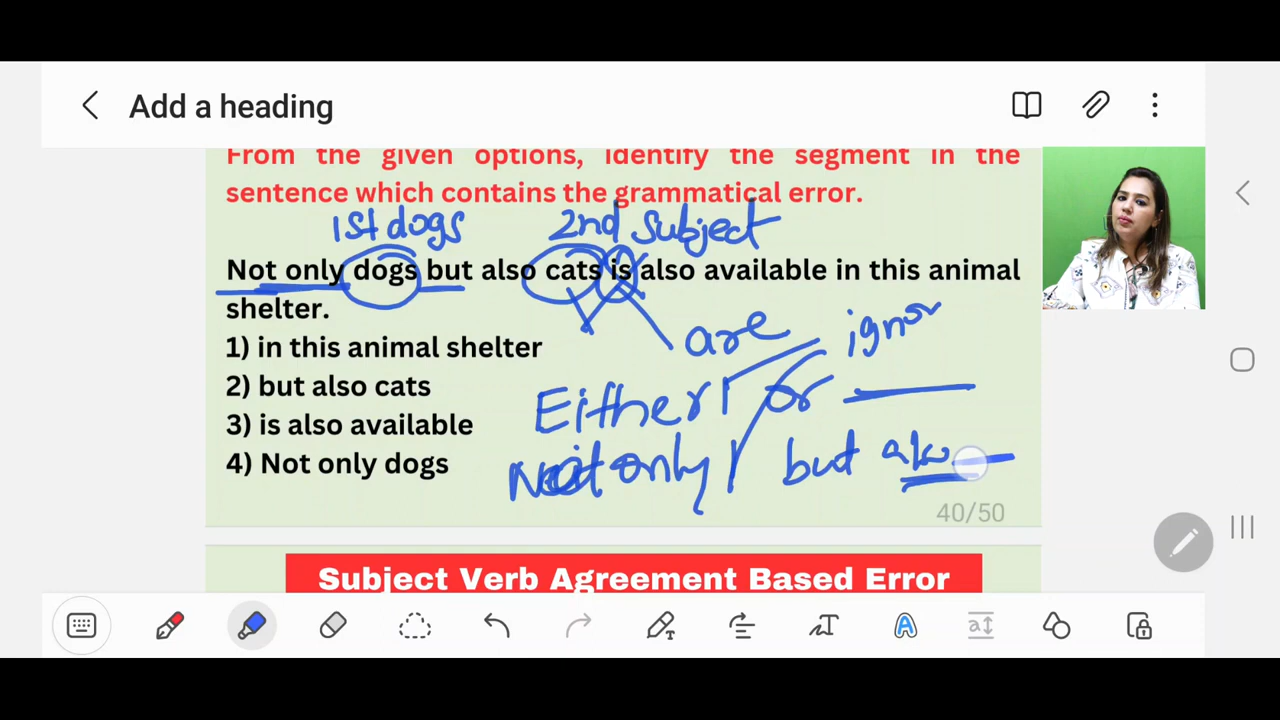 Add a heading
From the given options, identify the segment in the
sentence which contains the grammatical error.
1st dogs 2nd subject
Not only dogs but also cats is also available in this animal
shelter.
are ignor
1) in this animal shelter
2) but also cats
Either or
3) is also available
4) Not only dogs
Not only but also
40/50
Subject Verb Agreement Based Error